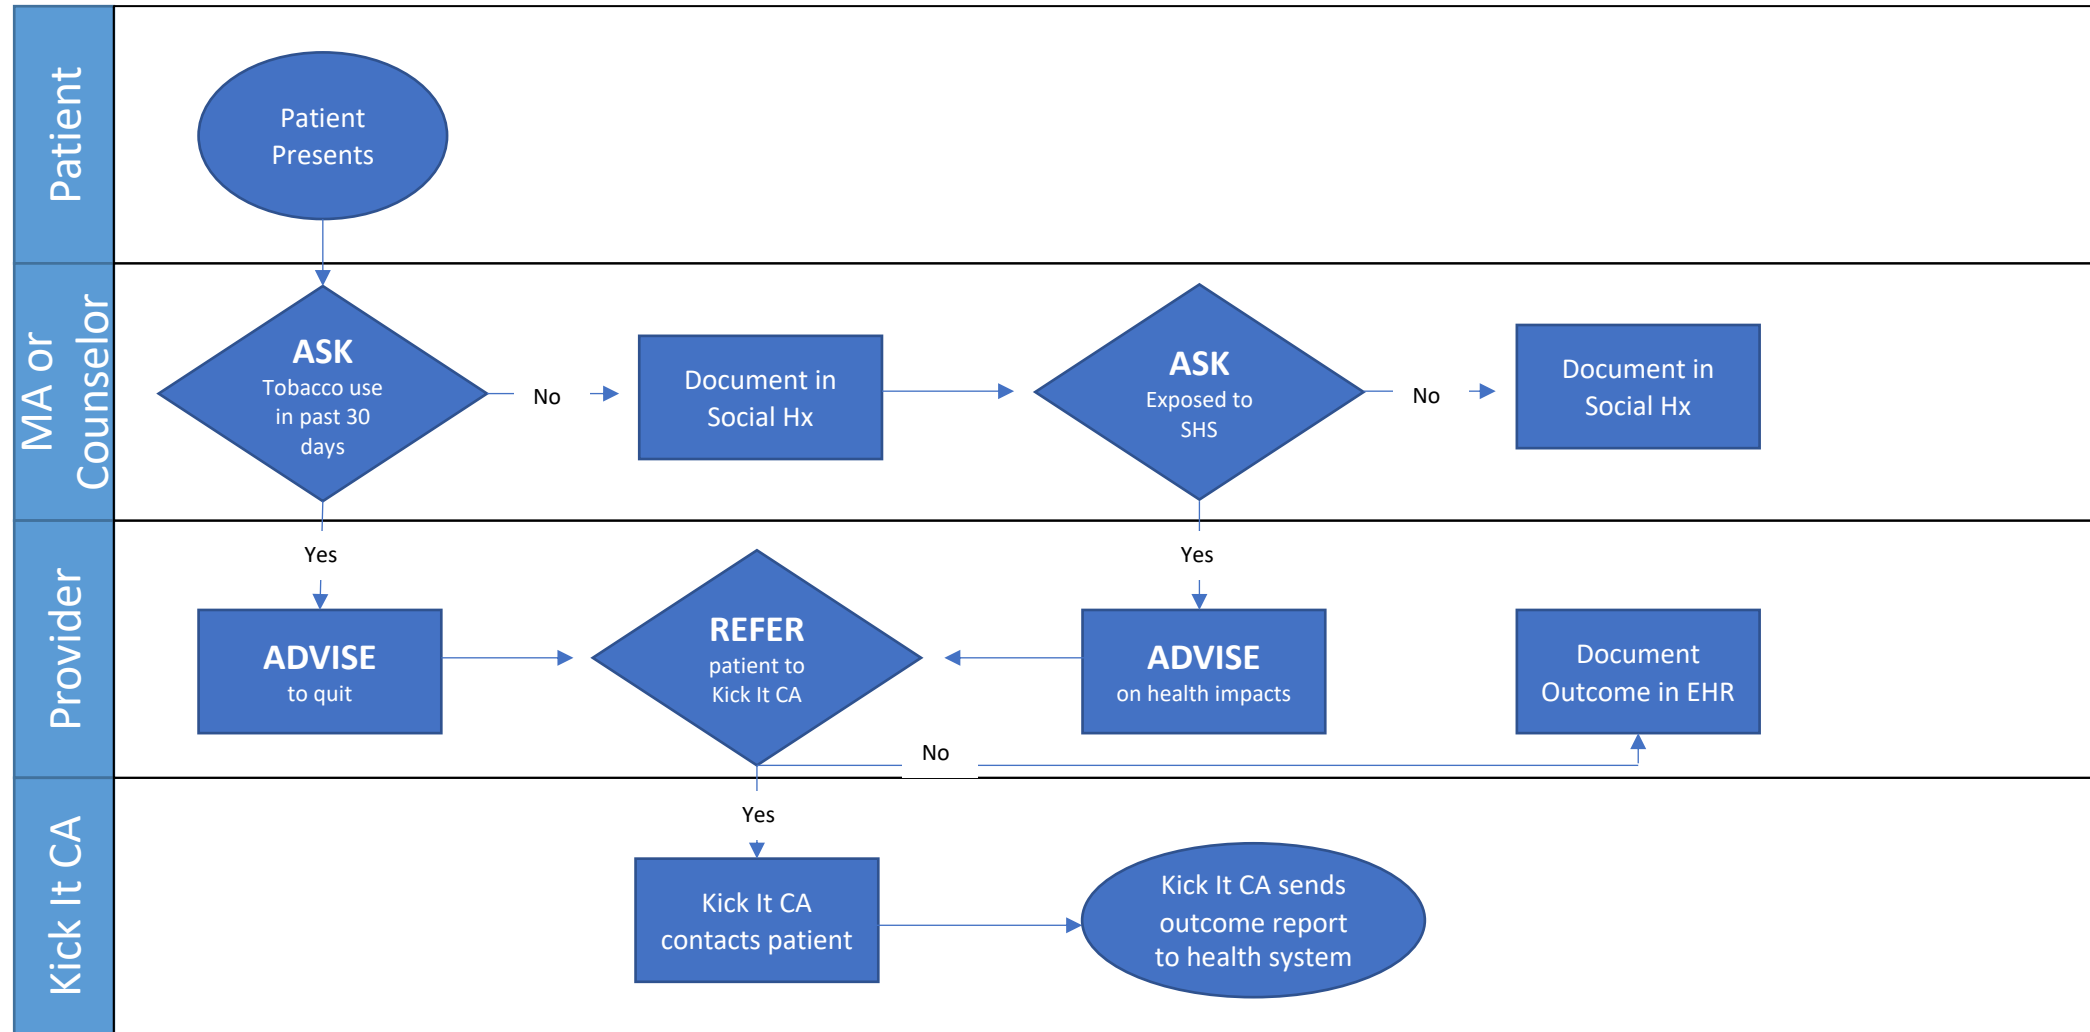 Patient
Patient
Presents
MA or
Counselor
ASK
Tobacco use
in past 30
days
No
Document in
Social Hx
ASK
Exposed to
SHS
No
Document in
Social Hx
Provider
Yes
ADVISE
to quit
REFER
patient to
Kick It CA
Yes
ADVISE
on health impacts
Document
Outcome in EHR
No
Kick It CA
Yes
Kick It CA
contacts patient
Kick It CA sends
outcome report
to health system